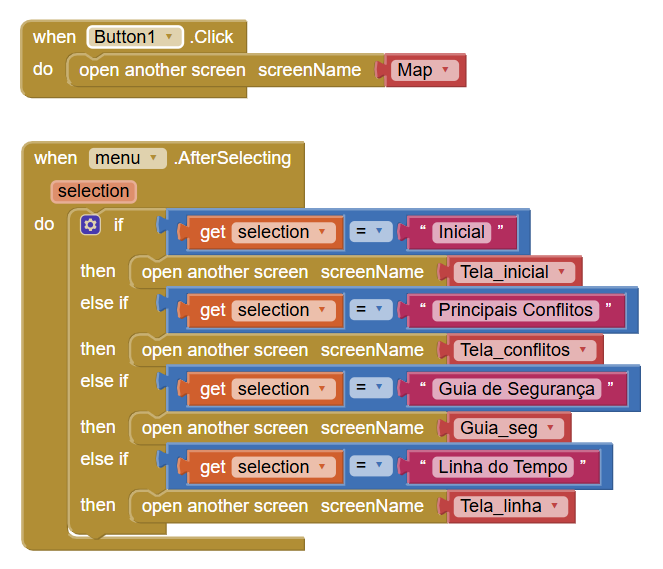 when Button1 .Click
do open another screen screenName Map
when menu .AfterSelecting
selection
do if get selection = “ Inicial ”
then open another screen screenName Tela_inicial
else if get selection = “ Principais Conflitos ”
then open another screen screenName Tela_conflitos
else if get selection = “ Guia de Segurança ”
then open another screen screenName Guia_seg
else if get selection = “ Linha do Tempo ”
then open another screen screenName Tela_linha